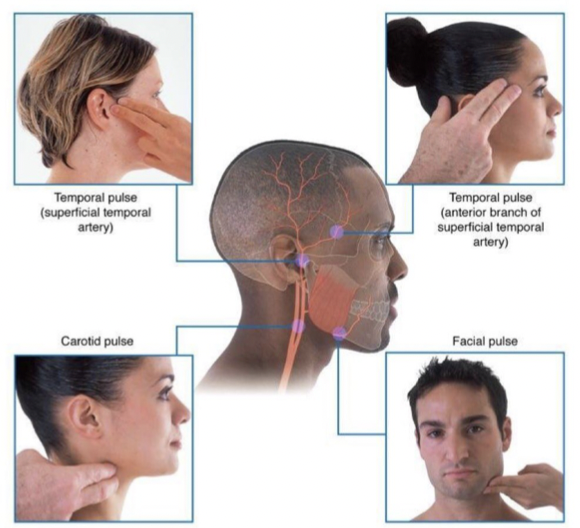 Temporal pulse
(superficial temporal
artery)
Temporal pulse
(anterior branch of
superficial temporal
artery)
Carotid pulse
Facial pulse